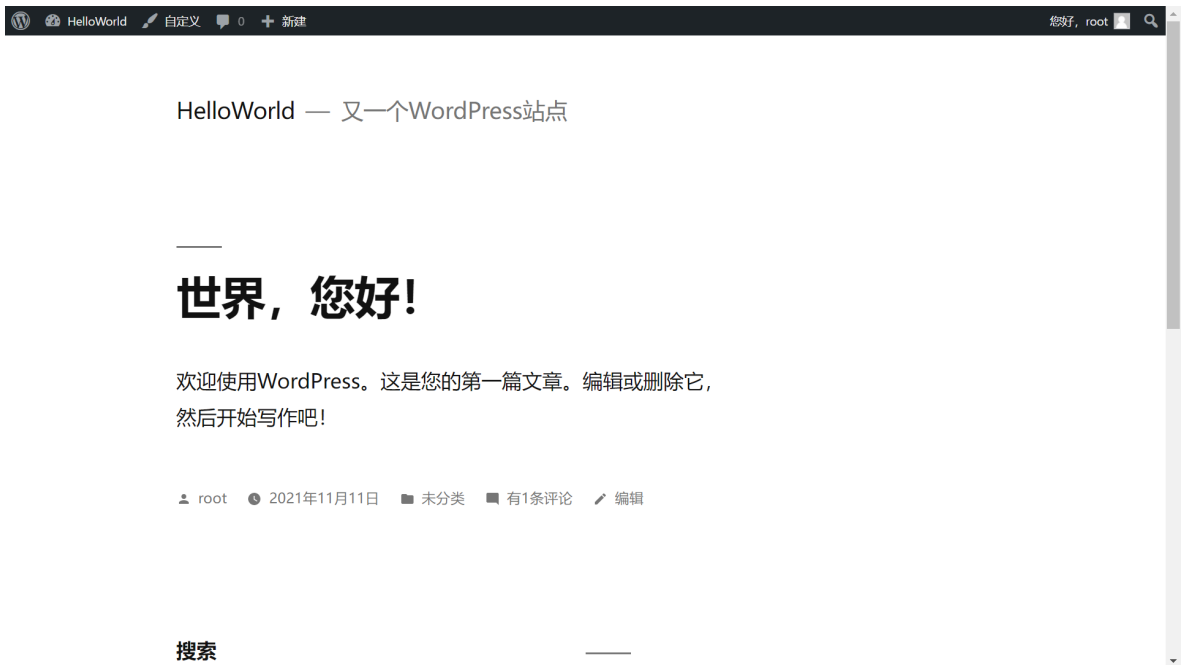 HelloWorld 自定义 0 新建 您好，root
HelloWorld — 又一个WordPress站点
世界，您好！
欢迎使用WordPress。这是您的第一篇文章。编辑或删除它，
然后开始写作吧！
root 2021年11月11日 未分类 有1条评论 编辑
搜索